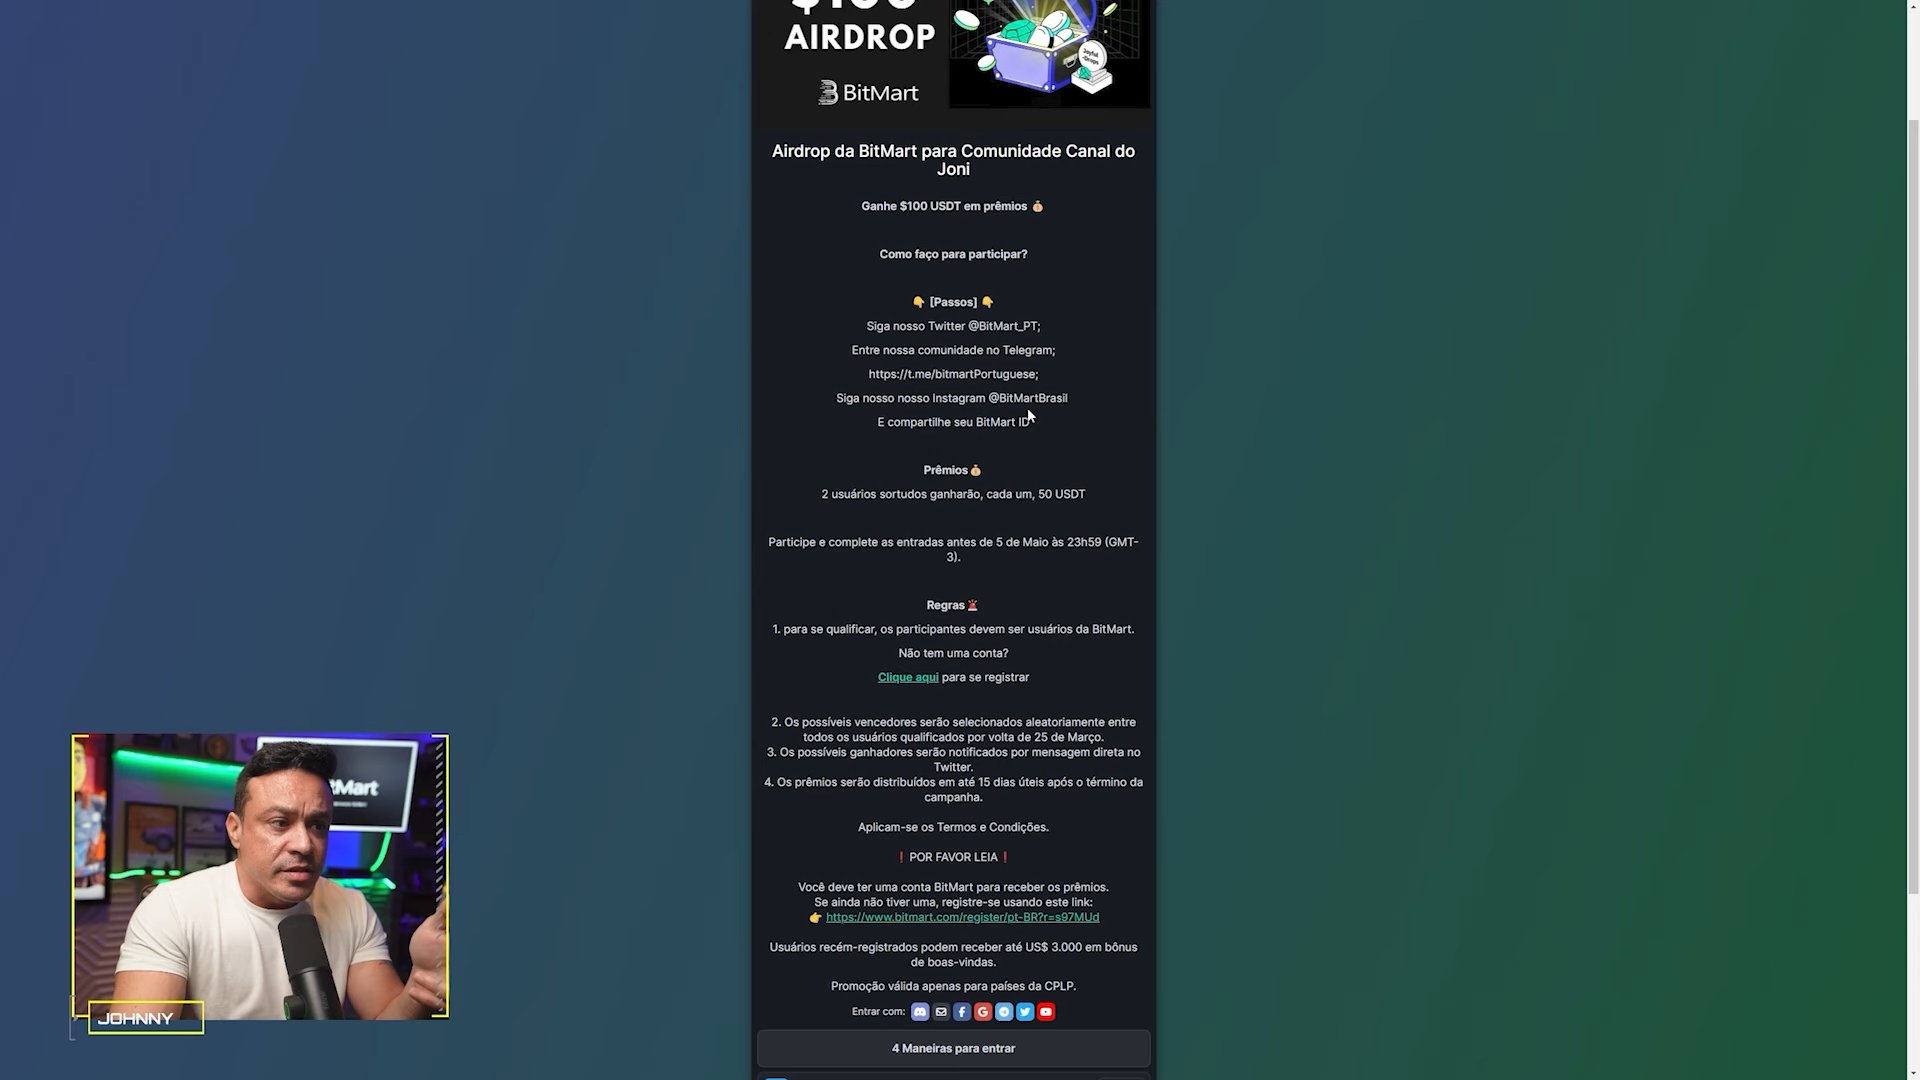 $100
AIRDROP
BitMart
Joyful
Drops
Airdrop da BitMart para Comunidade Canal do
Joni
Ganhe $100 USDT em prêmios 💰
Como faço para participar?
👇 [Passos] 👇
Siga nosso Twitter @BitMart_PT;
Entre nossa comunidade no Telegram;
https://t.me/bitmartPortuguese;
Siga nosso nosso Instagram @BitMartBrasil
E compartilhe seu BitMart ID
Prêmios💰
2 usuários sortudos ganharão, cada um, 50 USDT
Participe e complete as entradas antes de 5 de Maio às 23h59 (GMT-
3).
Regras🚨
1. para se qualificar, os participantes devem ser usuários da BitMart.
Não tem uma conta?
Clique aqui para se registrar
2. Os possíveis vencedores serão selecionados aleatoriamente entre
todos os usuários qualificados por volta de 25 de Março.
3. Os possíveis ganhadores serão notificados por mensagem direta no
Twitter.
4. Os prêmios serão distribuídos em até 15 dias úteis após o término da
campanha.
Aplicam-se os Termos e Condições.
❗POR FAVOR LEIA❗
Você deve ter uma conta BitMart para receber os prêmios.
Se ainda não tiver uma, registre-se usando este link:
👉 https://www.bitmart.com/register/pt-BR?r=s97MUd
Usuários recém-registrados podem receber até US$ 3.000 em bônus
de boas-vindas.
Promoção válida apenas para países da CPLP.
Entrar com:
4 Maneiras para entrar
tMart
JOHNNY